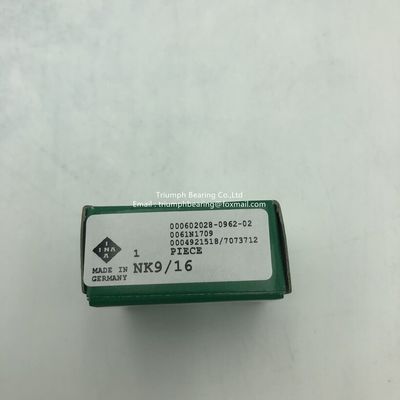 Triumph Bearing Co.,Ltd
Email : triumphbearing@foxmail.com
000602028-0962-02
0061N1709
0004921518/7073712
1 PIECE
INA
MADE IN
GERMANY
NK9/16